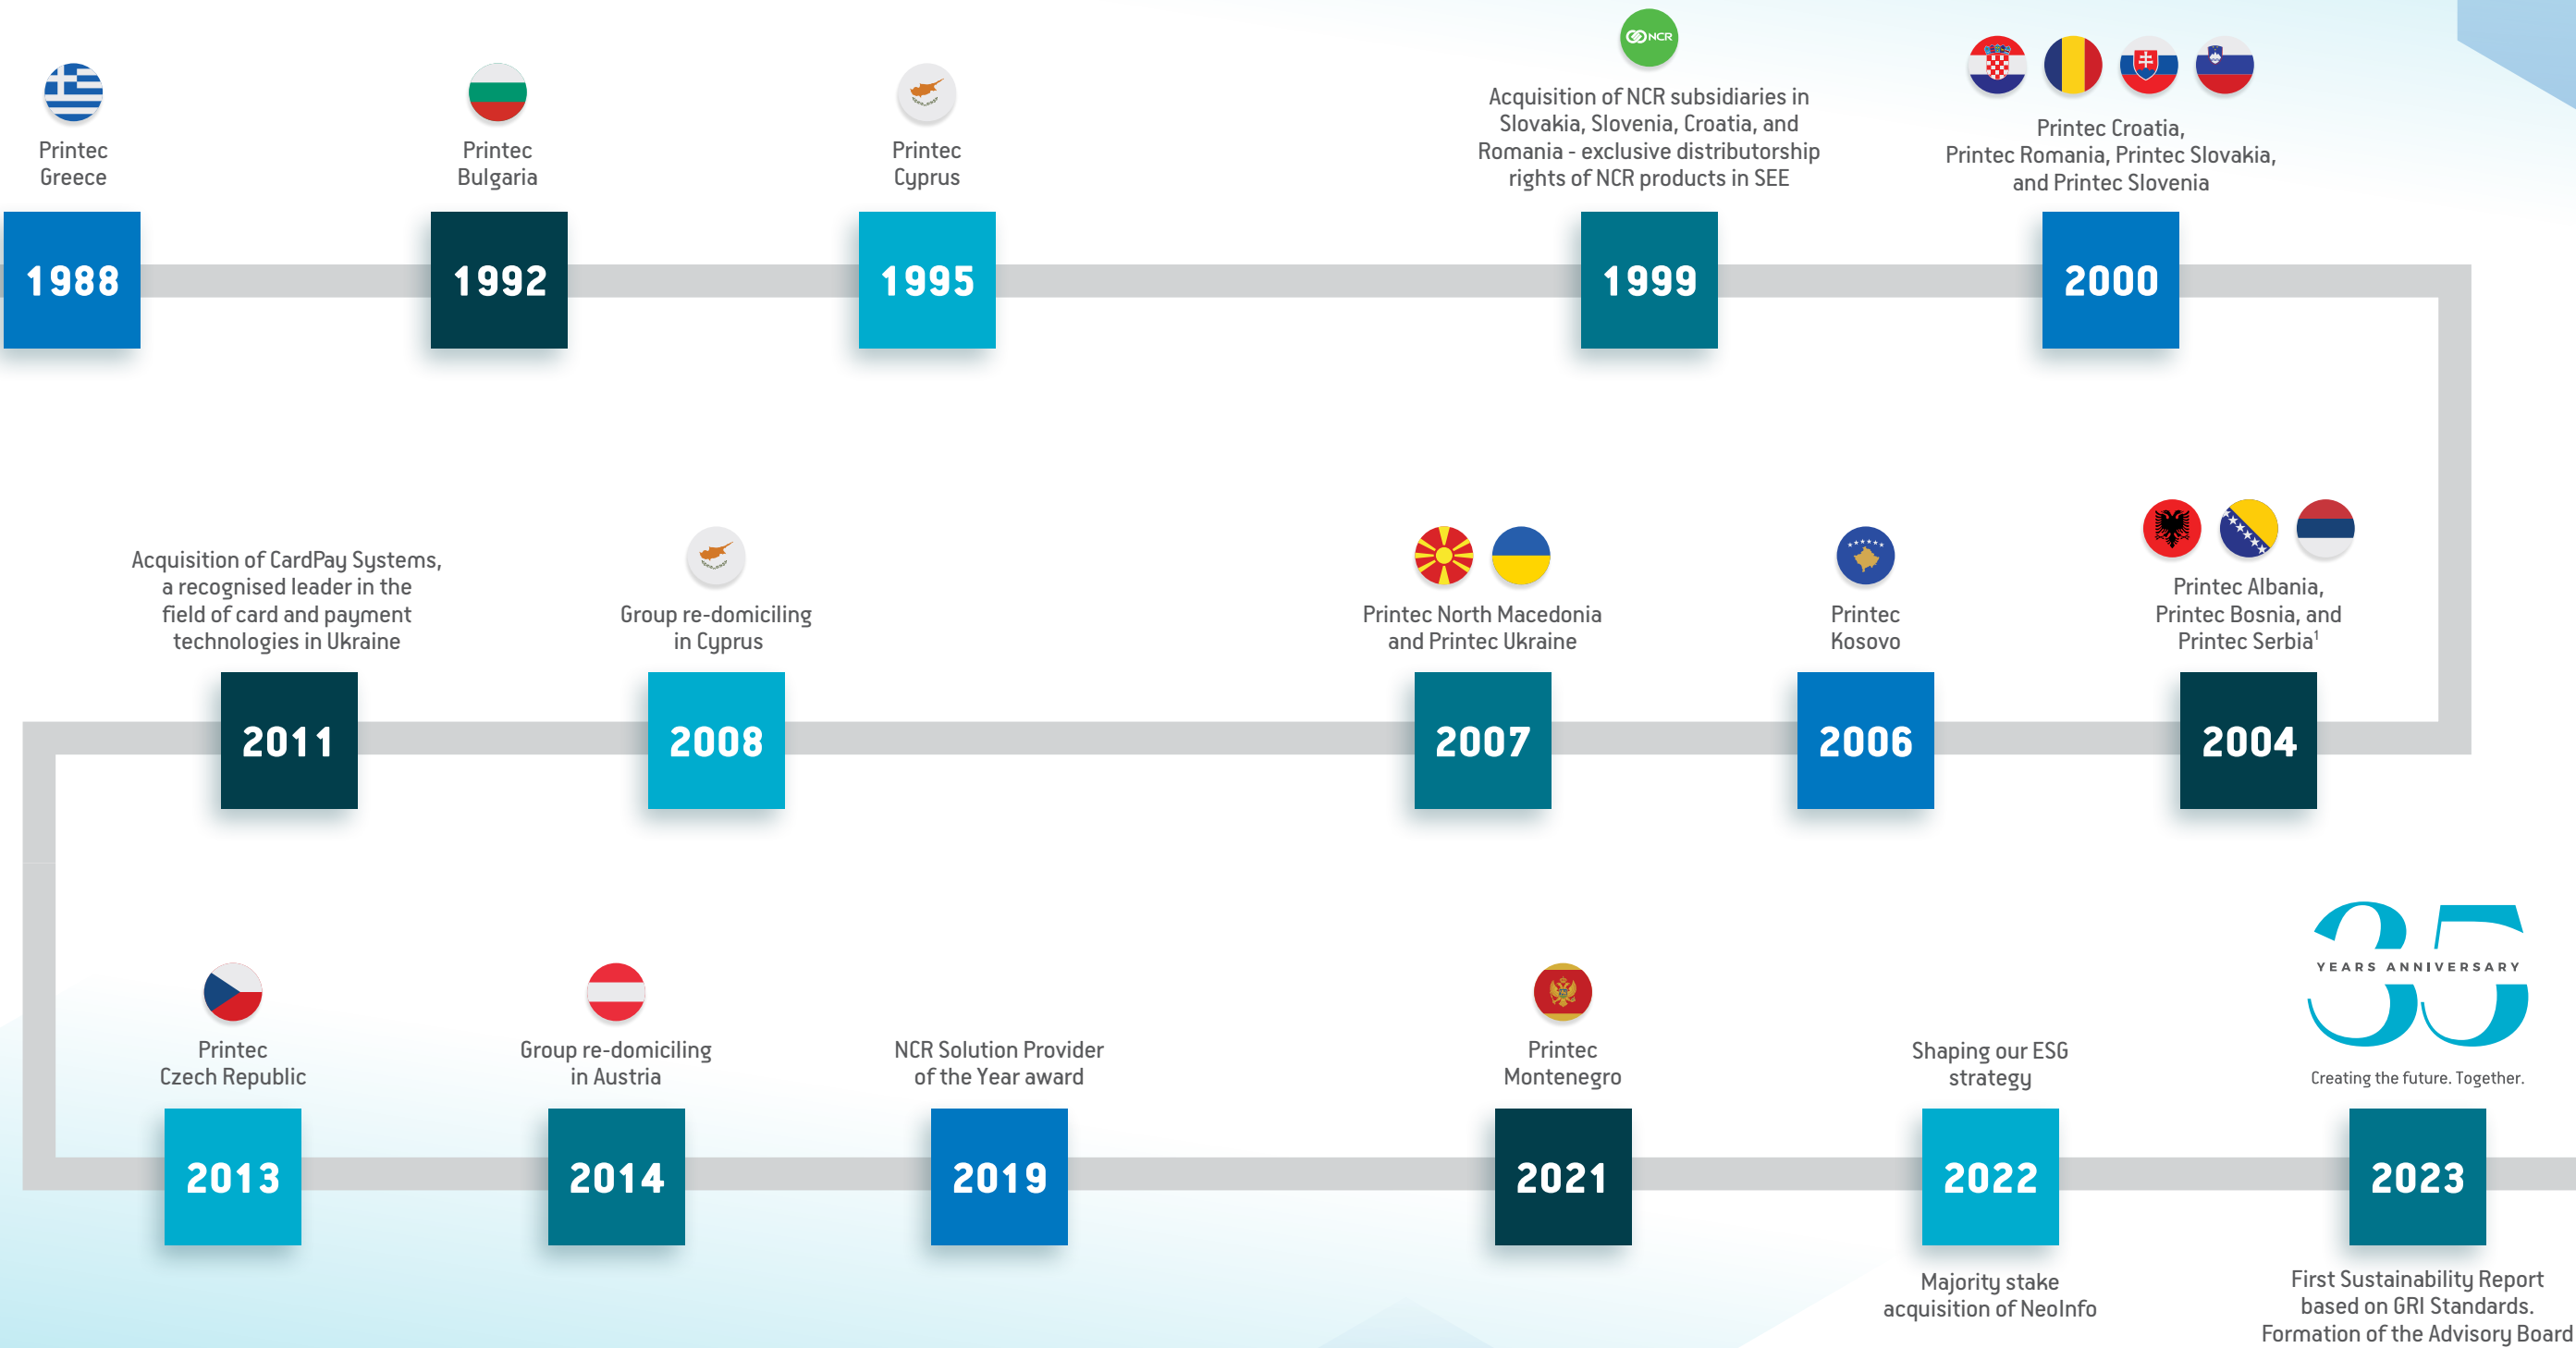 NCR
Printec
Greece
1988
Printec
Bulgaria
1992
Printec
Cyprus
1995
Acquisition of NCR subsidiaries in
Slovakia, Slovenia, Croatia, and
Romania - exclusive distributorship
rights of NCR products in SEE
1999
Printec Croatia,
Printec Romania, Printec Slovakia,
and Printec Slovenia
2000
Printec Albania,
Printec Bosnia, and
Printec Serbia¹
2004
Printec
Kosovo
2006
Printec North Macedonia
and Printec Ukraine
2007
Group re-domiciling
in Cyprus
2008
Acquisition of CardPay Systems,
a recognised leader in the
field of card and payment
technologies in Ukraine
2011
Printec
Czech Republic
2013
Group re-domiciling
in Austria
2014
NCR Solution Provider
of the Year award
2019
Printec
Montenegro
2021
Shaping our ESG
strategy
2022
Majority stake
acquisition of NeoInfo
35
YEARS ANNIVERSARY
Creating the future. Together.
2023
First Sustainability Report
based on GRI Standards.
Formation of the Advisory Board